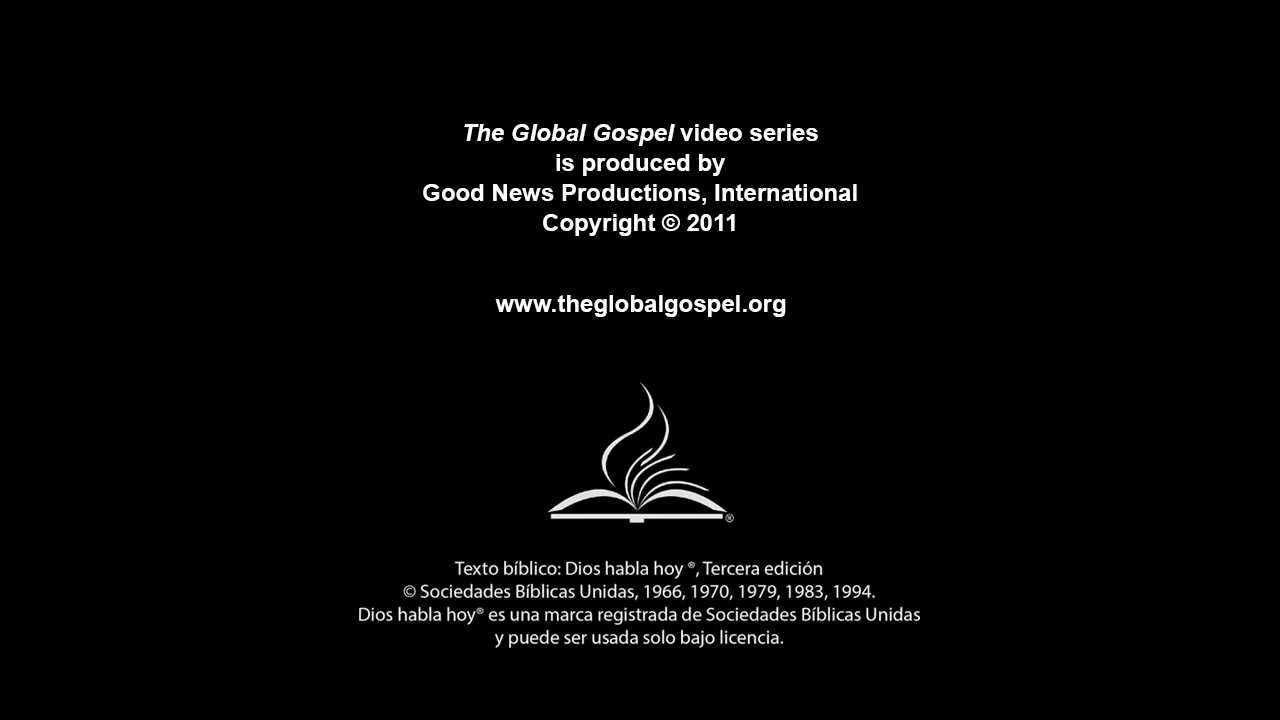 The Global Gospel video series
is produced by
Good News Productions, International
Copyright © 2011
www.theglobalgospel.org
®
Texto bíblico: Dios habla hoy ®, Tercera edición
© Sociedades Bíblicas Unidas, 1966, 1970, 1979, 1983, 1994.
Dios habla hoy® es una marca registrada de Sociedades Bíblicas Unidas
y puede ser usada solo bajo licencia.